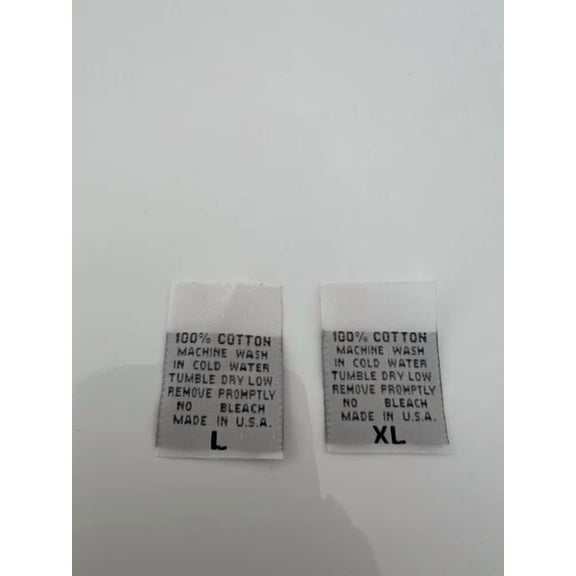 100% COTTON
MACHINE WASH
IN COLD WATER
TUMBLE DRY LOW
REMOVE PROMPTLY
NO BLEACH
MADE IN U.S.A.
L
100% COTTON
MACHINE WASH
IN COLD WATER
TUMBLE DRY LOW
REMOVE PROMPTLY
NO BLEACH
MADE IN U.S.A.
XL